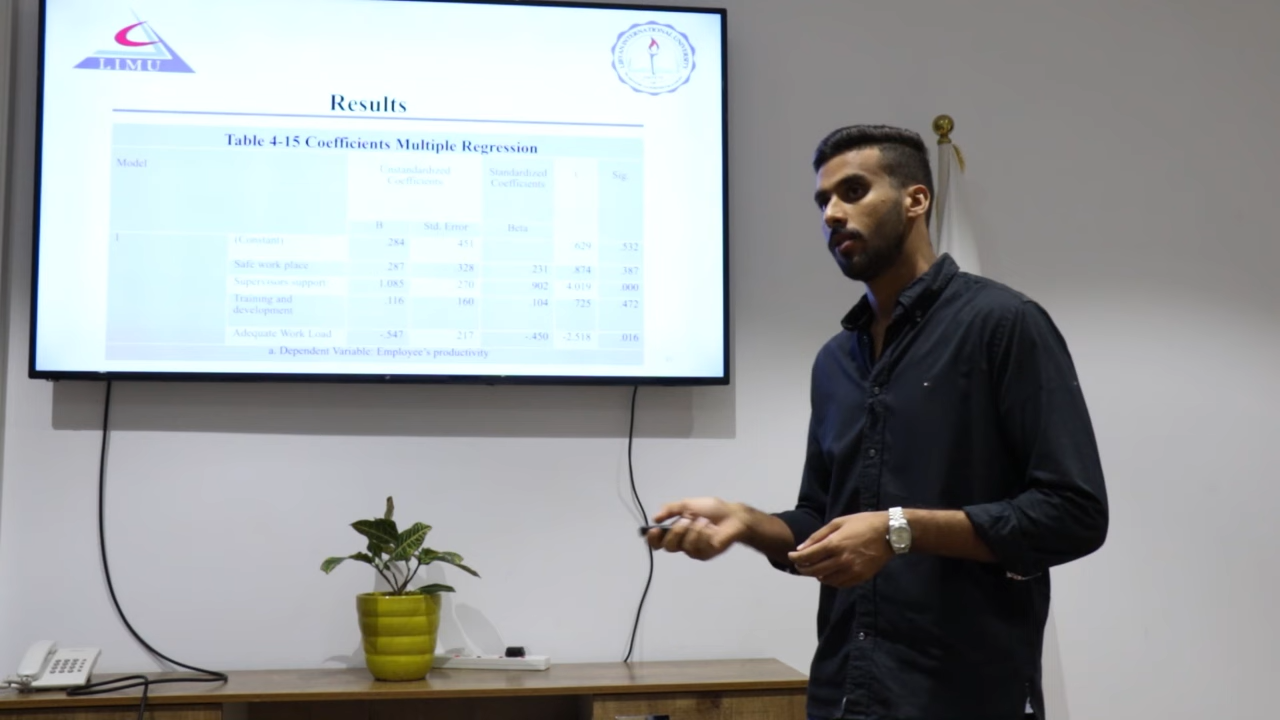 LIMU
LIBYAN INTERNATIONAL UNIVERSITY
Results
Table 4-15 Coefficients Multiple Regression
Model Unstandardized Coefficients Standardized Coefficients t Sig.
B Std. Error Beta
1 (Constant) .284 .451 .629 .532
Safe work place .287 .328 .231 .874 .387
Supervisors support 1.085 .270 .902 4.019 .000
Training and development .116 .160 .104 .725 .472
Adequate Work Load -.547 .217 -.450 -2.518 .016
a. Dependent Variable: Employee's productivity